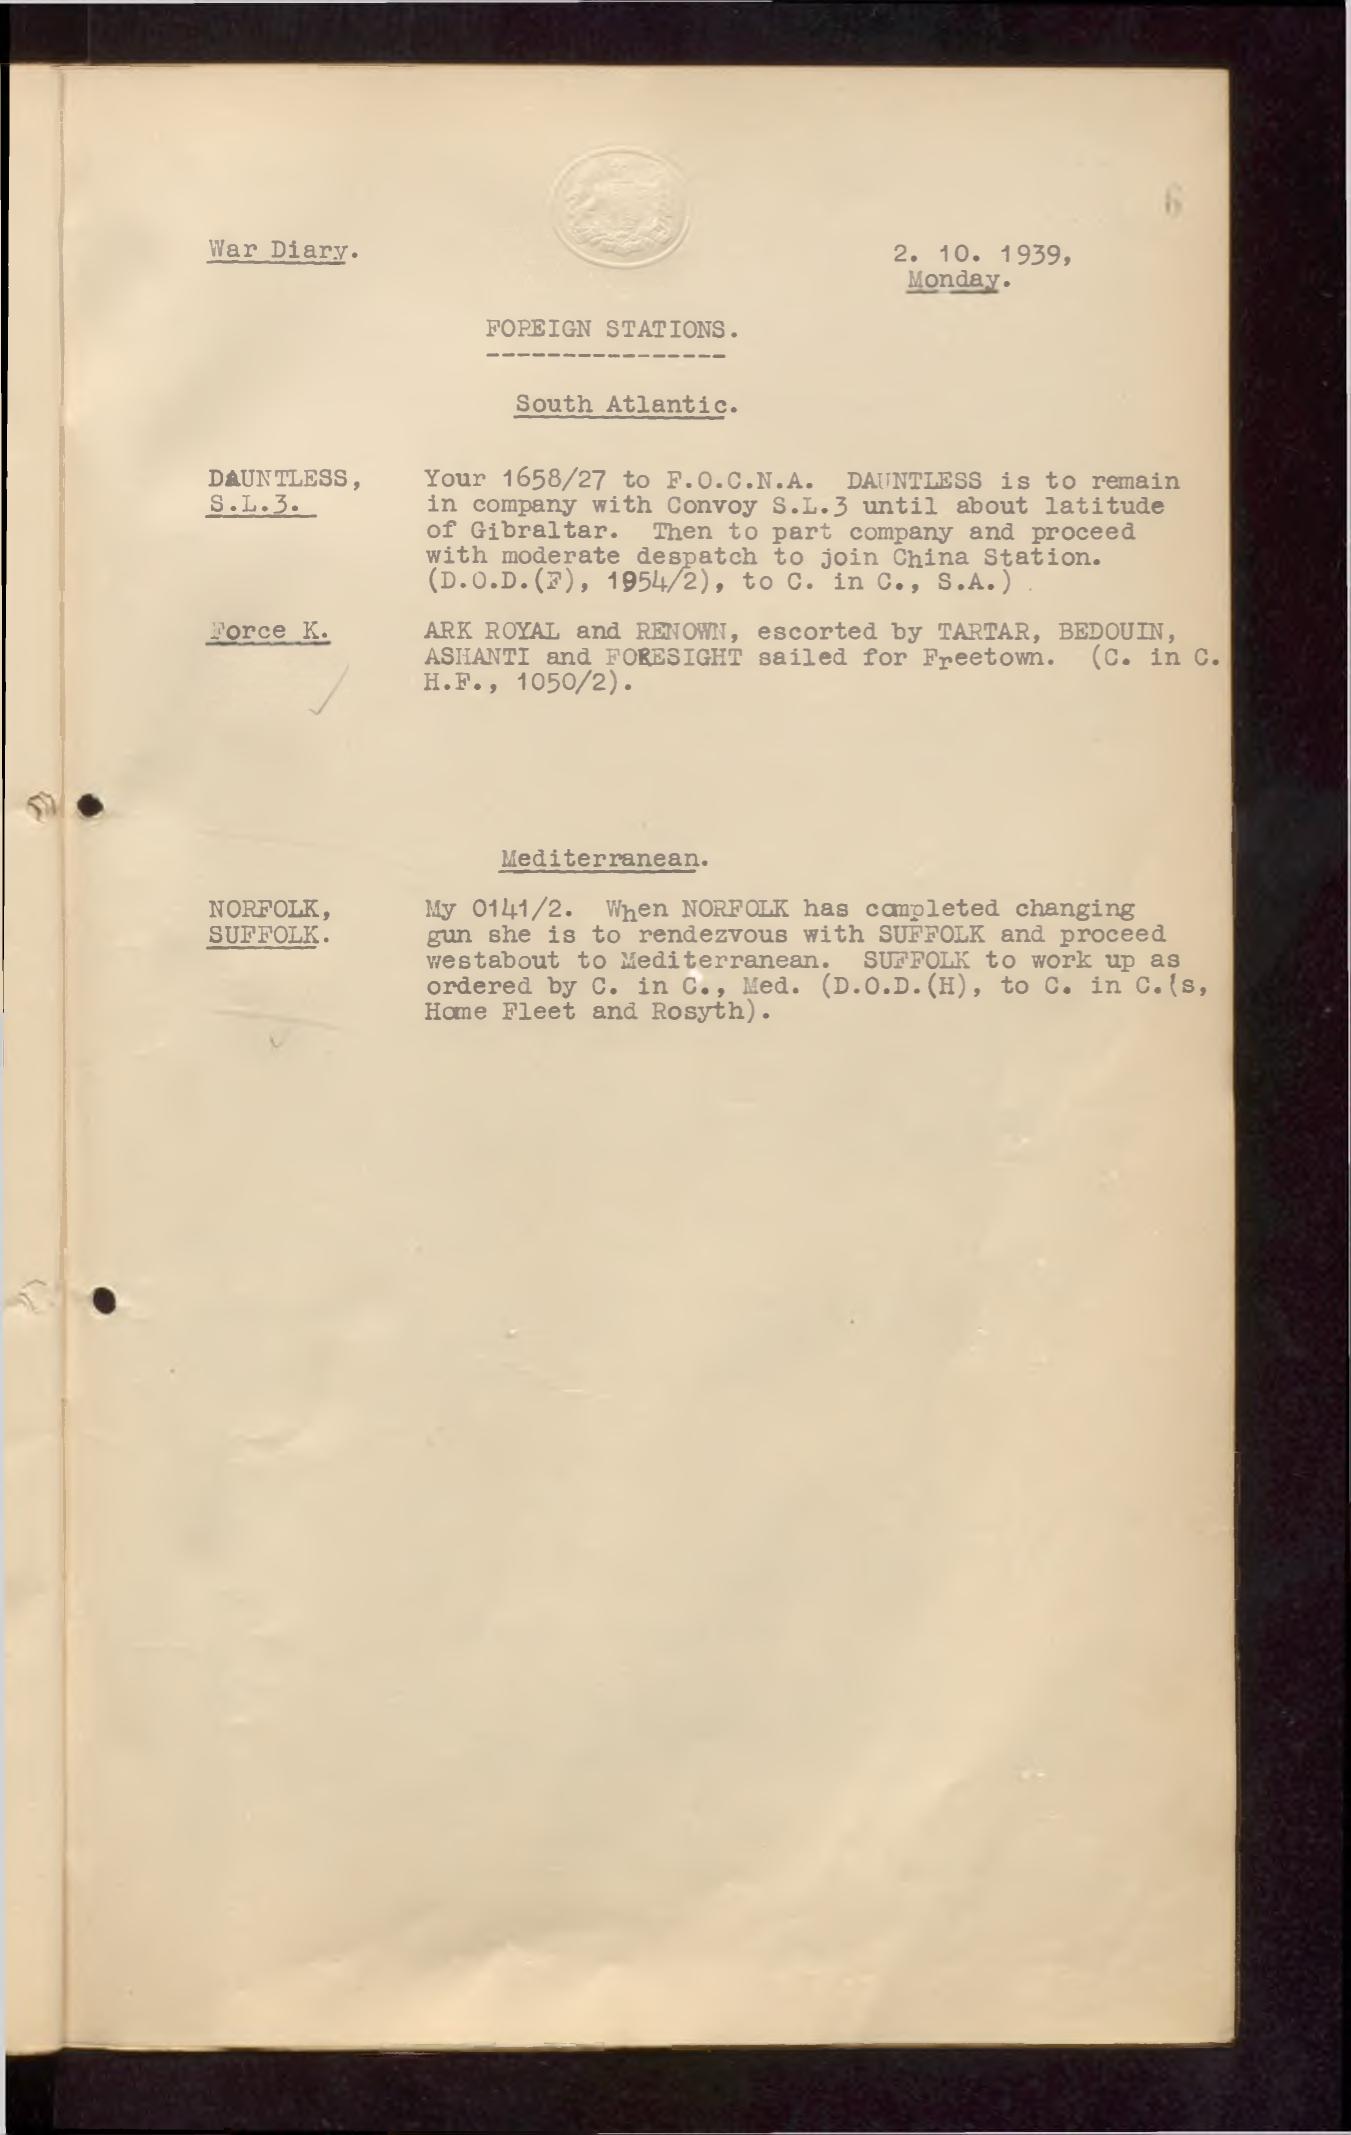 6
War Diary.
2. 10. 1939,
Monday.
FOREIGN STATIONS.
-----------------
South Atlantic.
DAUNTLESS,
S.L.3.
Your 1658/27 to F.O.C.N.A. DAUNTLESS is to remain
in company with Convoy S.L.3 until about latitude
of Gibraltar. Then to part company and proceed
with moderate despatch to join China Station.
(D.O.D.(F), 1954/2), to C. in C., S.A.)
Force K.
ARK ROYAL and RENOWN, escorted by TARTAR, BEDOUIN,
ASHANTI and FORESIGHT sailed for Freetown. (C. in C.
H.F., 1050/2).
Mediterranean.
NORFOLK,
SUFFOLK.
My 0141/2. When NORFOLK has completed changing
gun she is to rendezvous with SUFFOLK and proceed
westabout to Mediterranean. SUFFOLK to work up as
ordered by C. in C., Med. (D.O.D.(H), to C. in C.(s,
Home Fleet and Rosyth).